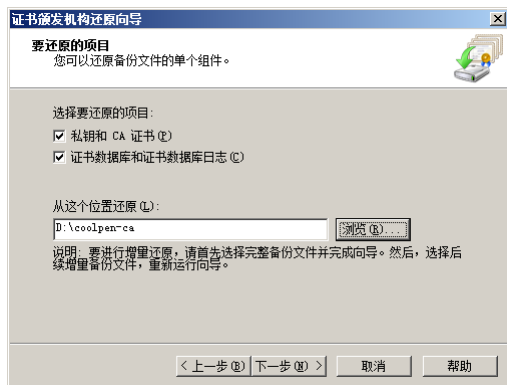 证书颁发机构还原向导
要还原的项目
您可以还原备份文件的单个组件。
选择要还原的项目:
私钥和 CA 证书(P)
证书数据库和证书数据库日志(C)
从这个位置还原(L):
D:\coolpen-ca
浏览(R)...
说明: 要进行增量还原，请首先选择完整备份文件并完成向导。然后，选择后
续增量备份文件，重新运行向导。
< 上一步(B) 下一步(N) > 取消 帮助